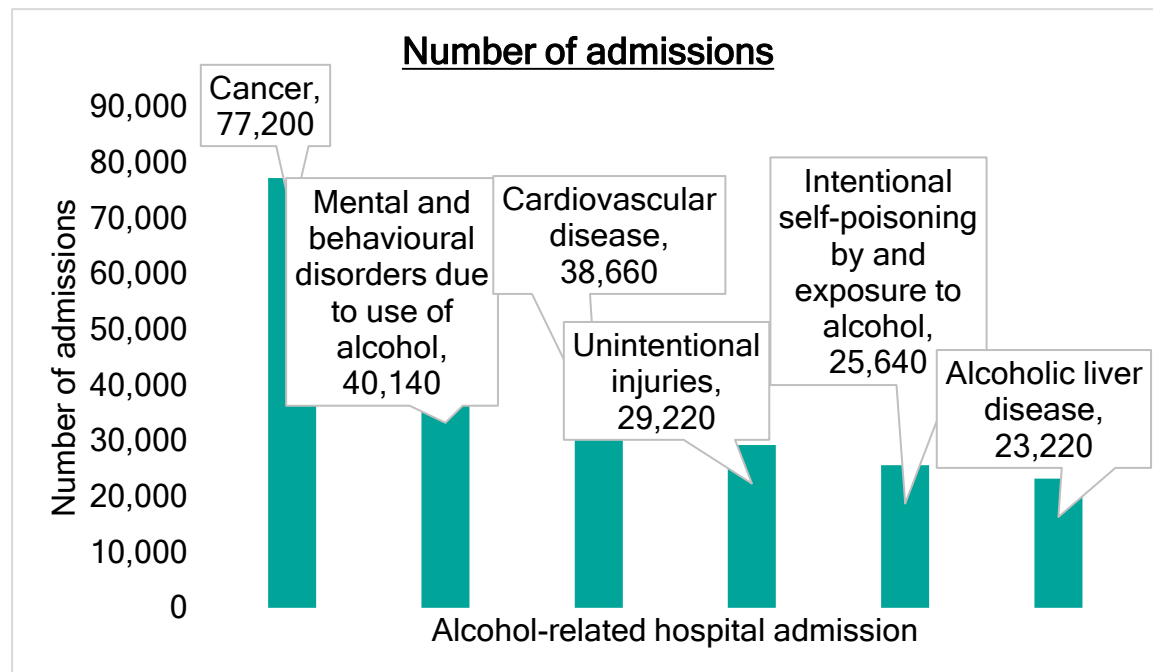 Number of admissions
Number of admissions
90,000
80,000
70,000
60,000
50,000
40,000
30,000
20,000
10,000
0
Cancer,
77,200
Mental and
behavioural
disorders due
to use of
alcohol,
40,140
Cardiovascular
disease,
38,660
Unintentional
injuries,
29,220
Intentional
self-poisoning
by and
exposure to
alcohol,
25,640
Alcoholic liver
disease,
23,220
Alcohol-related hospital admission